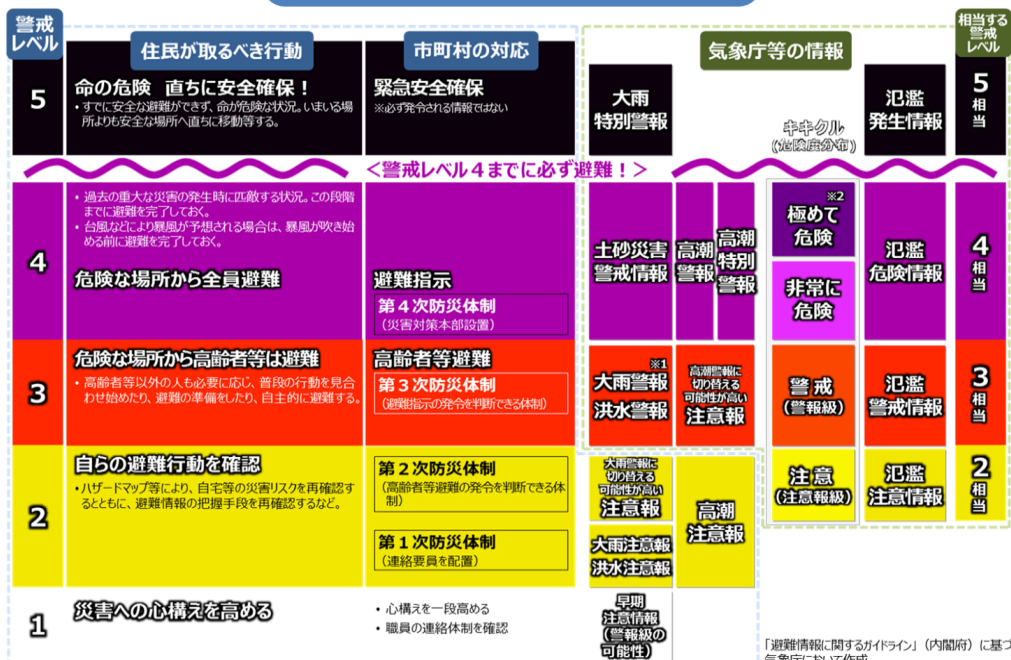 警戒
レベル
住民が取るべき行動
市町村の対応
気象庁等の情報
相当する
警戒
レベル
5
命の危険 直ちに安全確保！
・すでに安全な避難ができず、命が危険な状況。いまいる場
所よりも安全な場所へ直ちに移動等する。
緊急安全確保
※必ず発令される情報ではない
大雨
特別警報
キキクル
(危険度分布)
氾濫
発生情報
5
相
当
＜警戒レベル４までに必ず避難！＞
4
・過去の重大な災害の発生時に匹敵する状況。この段階
までに避難を完了しておく。
・台風などにより暴風が予想される場合は、暴風が吹き始
める前に避難を完了しておく。
危険な場所から全員避難
避難指示
第４次防災体制
（災害対策本部設置）
土砂災害
警戒情報
高潮
警報
高潮
特別
警報
※2
極めて
危険
非常に
危険
氾濫
危険情報
4
相
当
3
危険な場所から高齢者等は避難
・高齢者等以外の人も必要に応じ、普段の行動を見合
わせ始めたり、避難の準備をしたり、自主的に避難する。
高齢者等避難
第３次防災体制
（避難指示の発令を判断できる体制）
※1
大雨警報
洪水警報
高潮警報に
切り替える
可能性が高い
注意報
警戒
（警報級）
氾濫
警戒情報
3
相
当
2
自らの避難行動を確認
・ハザードマップ等により、自宅等の災害リスクを再確認す
るとともに、避難情報の把握手段を再確認するなど。
第２次防災体制
（高齢者等避難の発令を判断できる体
制）
第１次防災体制
（連絡要員を配置）
大雨警報に
切り替える
可能性が高い
注意報
大雨注意報
洪水注意報
高潮
注意報
注意
（注意報級）
氾濫
注意情報
2
相
当
1
災害への心構えを高める
・心構えを一段高める
・職員の連絡体制を確認
早期
注意情報
（警報級の
可能性）
「避難情報に関するガイドライン」（内閣府）に基づ
気象庁において作成